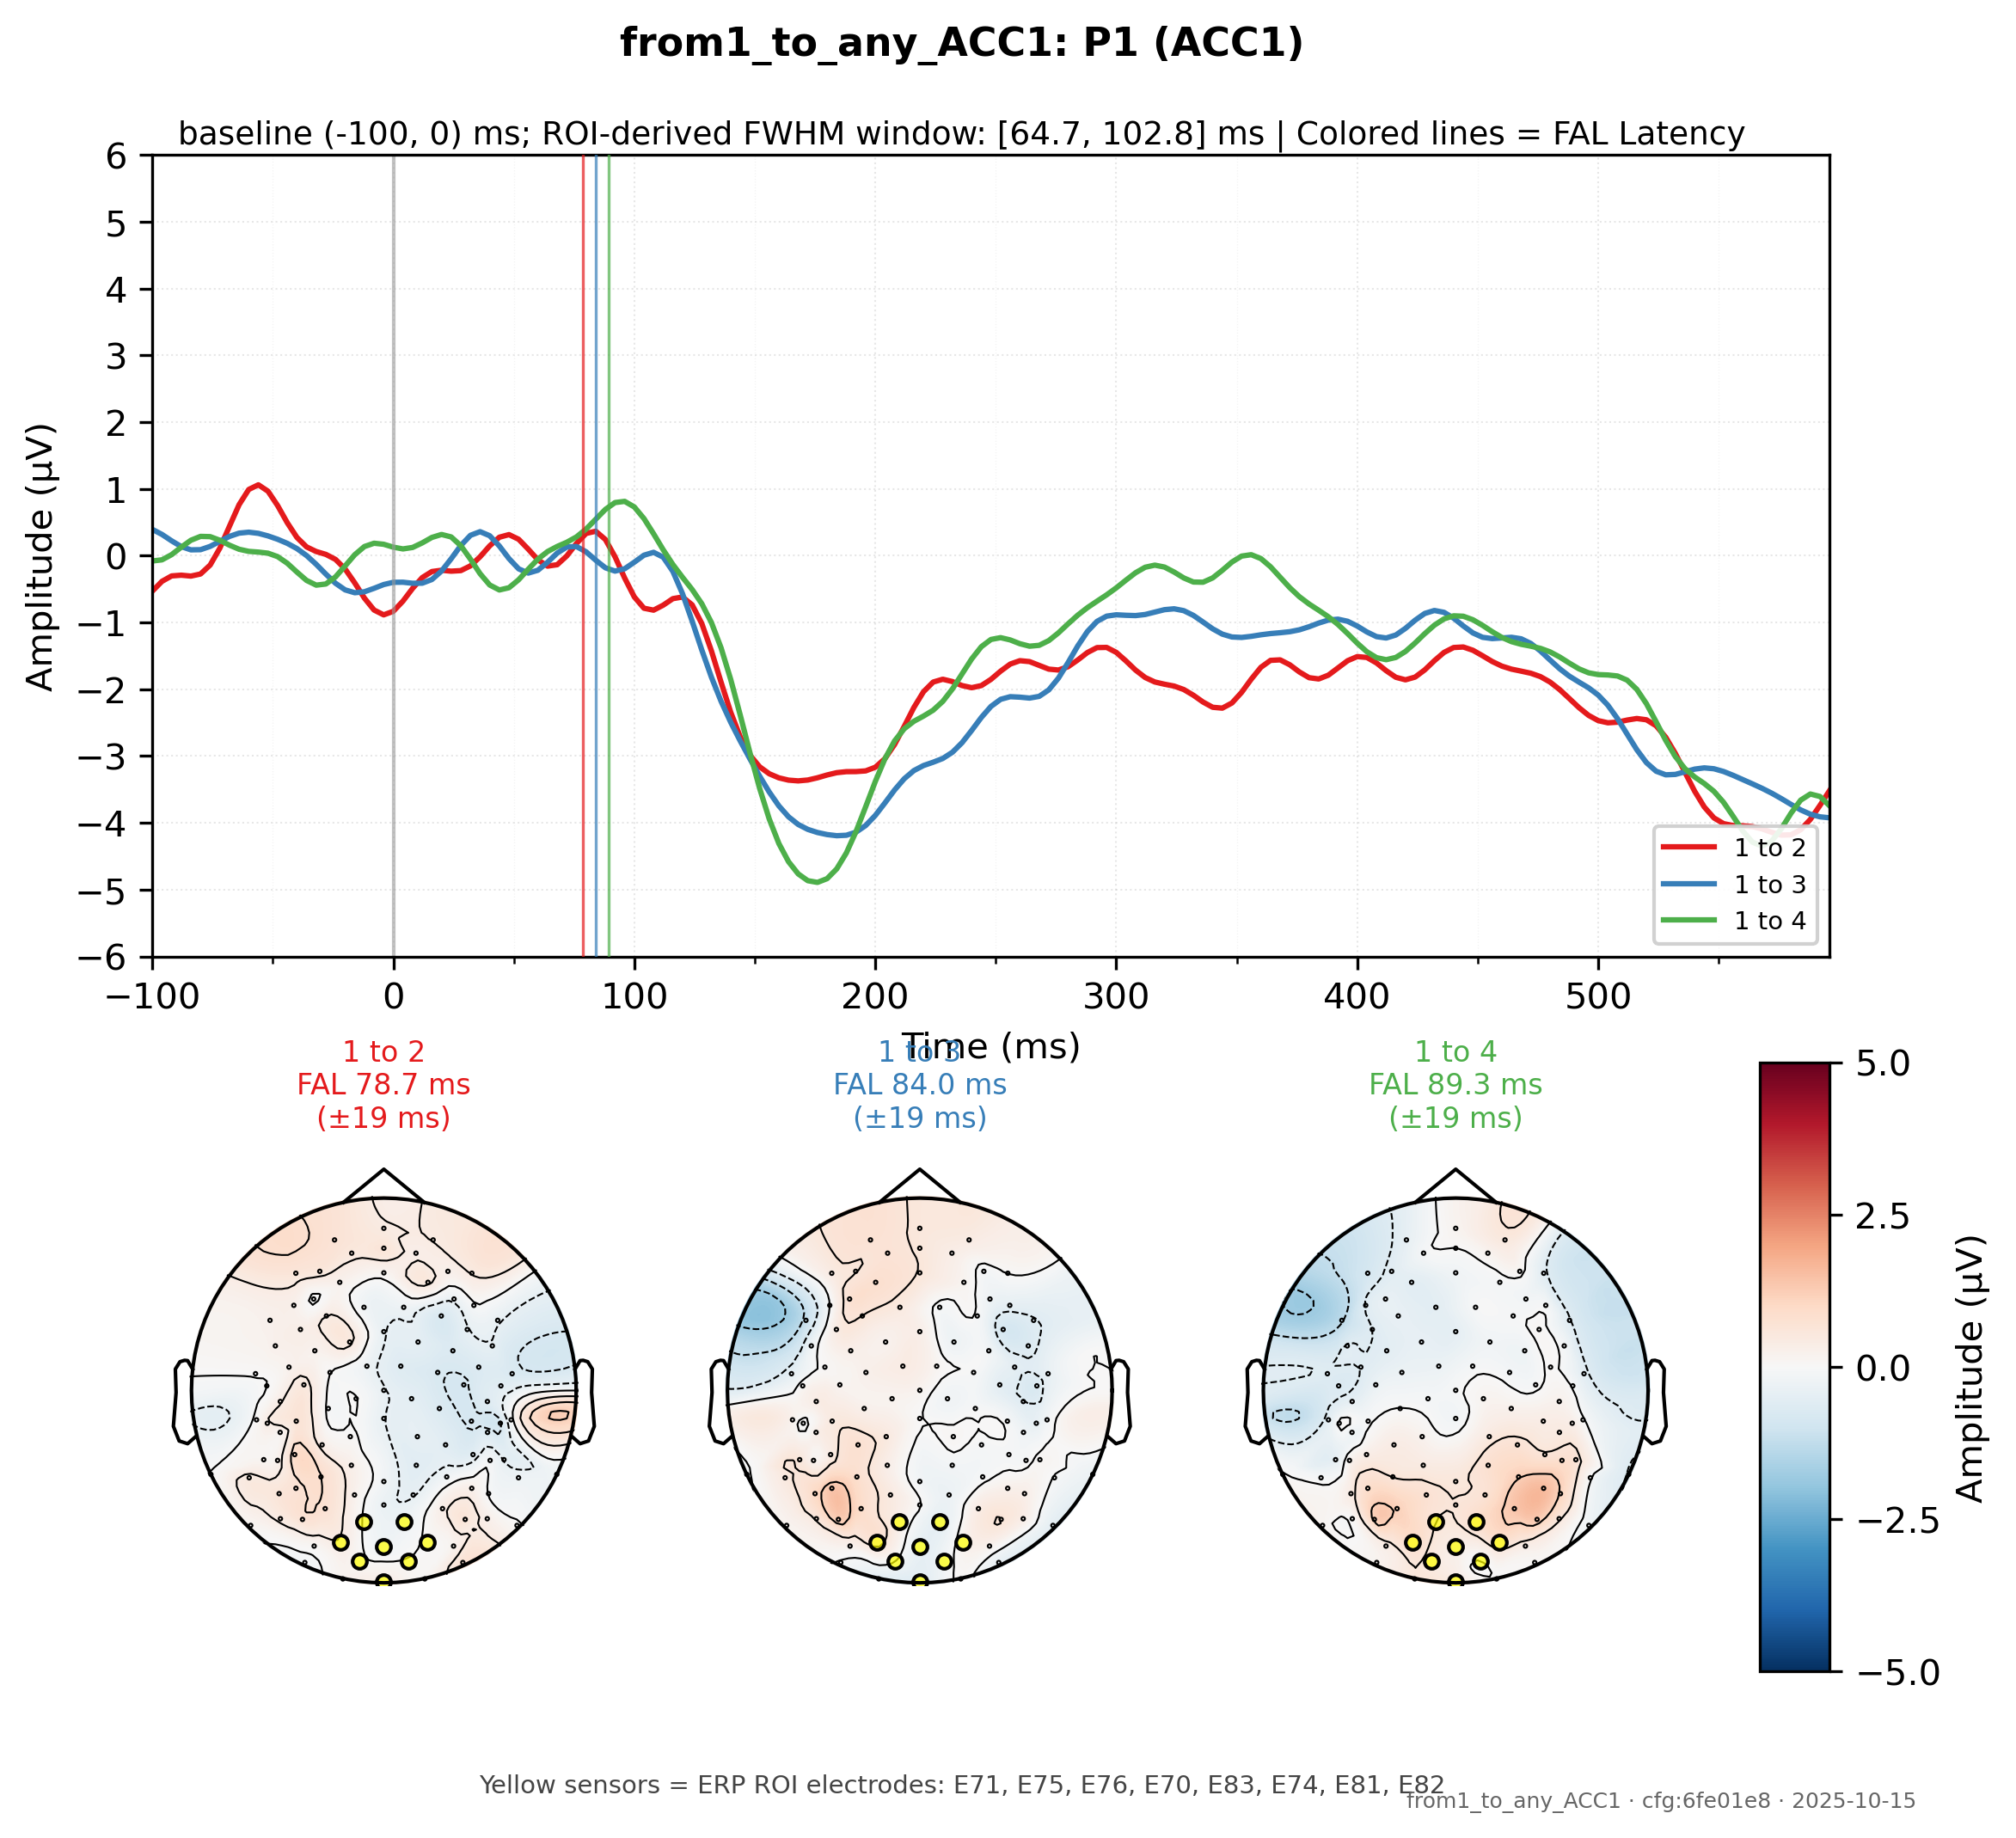 from1_to_any_ACC1: P1 (ACC1)
baseline (-100, 0) ms; ROI-derived FWHM window: [64.7, 102.8] ms | Colored lines = FAL Latency
Amplitude (μV)
6
5
4
3
2
1
0
−1
−2
−3
−4
−5
−6
−100
0
100
200
300
400
500
Time (ms)
1 to 2
1 to 3
1 to 4
1 to 2
FAL 78.7 ms
(±19 ms)
1 to 3
FAL 84.0 ms
(±19 ms)
1 to 4
FAL 89.3 ms
(±19 ms)
5.0
2.5
0.0
−2.5
−5.0
Amplitude (μV)
Yellow sensors = ERP ROI electrodes: E71, E75, E76, E70, E83, E74, E81, E82
from1_to_any_ACC1 · cfg:6fe01e8 · 2025-10-15